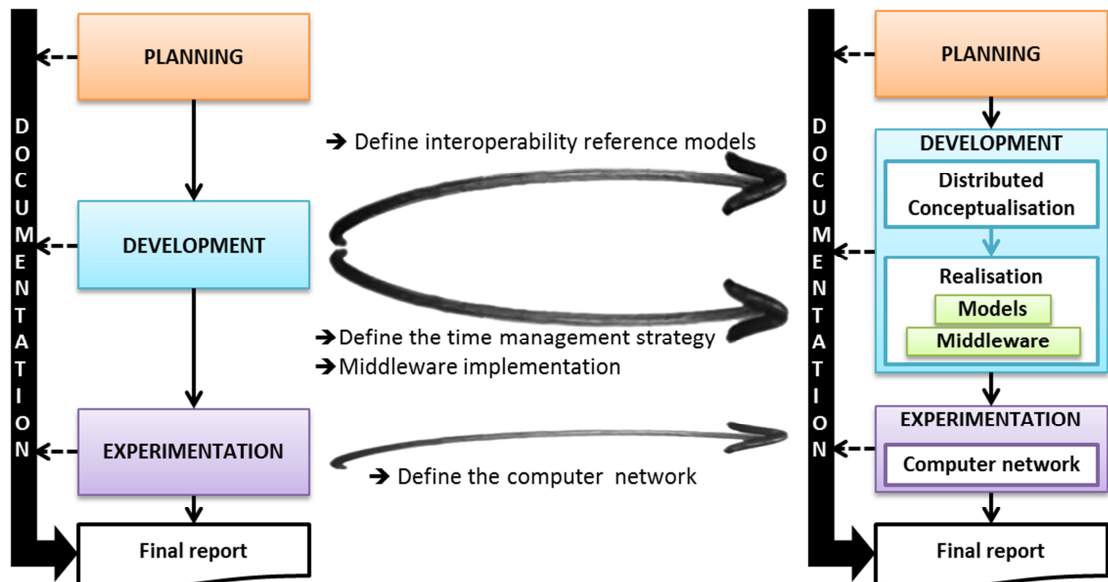 PLANNING
DOCUMENTATION
DEVELOPMENT
EXPERIMENTATION
Final report
➔ Define interoperability reference models
➔ Define the time management strategy
➔ Middleware implementation
➔ Define the computer network
PLANNING
DOCUMENTATION
DEVELOPMENT
Distributed
Conceptualisation
Realisation
Models
Middleware
EXPERIMENTATION
Computer network
Final report